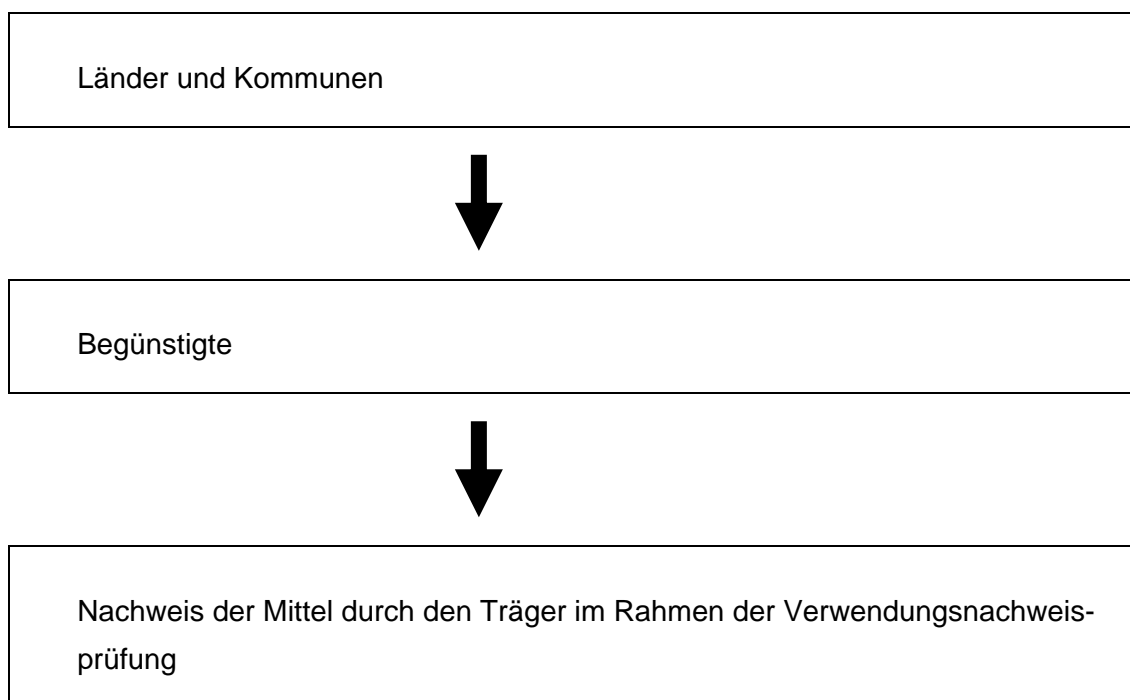 Länder und Kommunen
Begünstigte
Nachweis der Mittel durch den Träger im Rahmen der Verwendungsnachweis-
prüfung